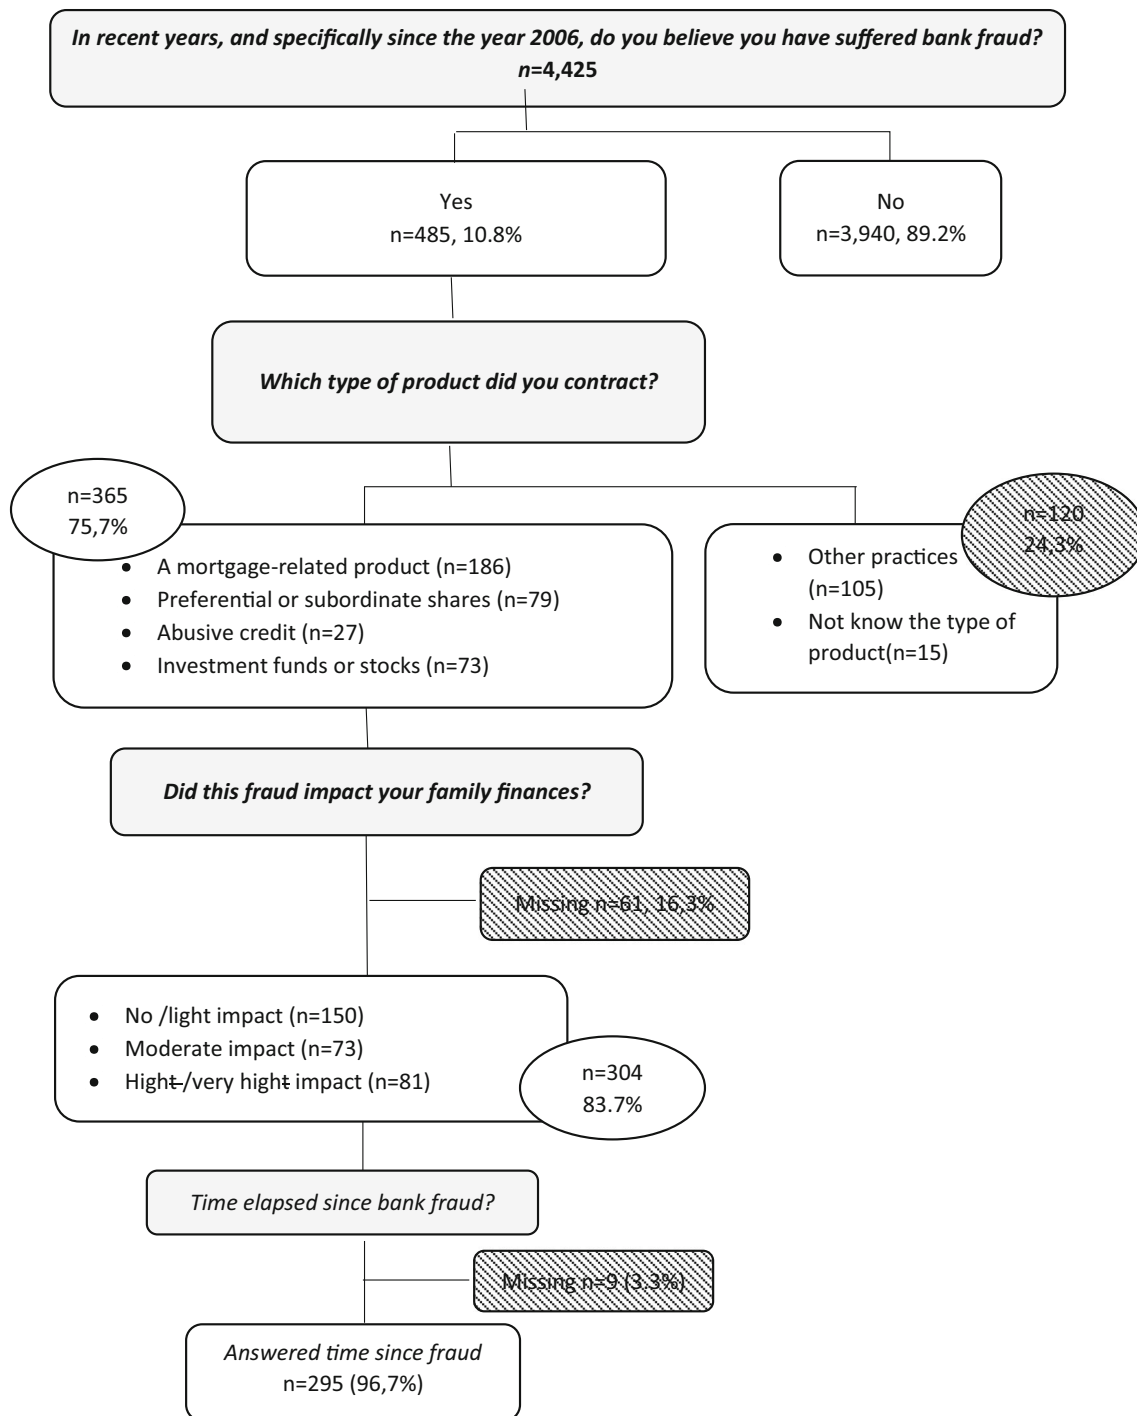 In recent years, and specifically since the year 2006, do you believe you have suffered bank fraud?
n=4,425
Yes
n=485, 10.8%
No
n=3,940, 89.2%
Which type of product did you contract?
n=365
75,7%
• A mortgage-related product (n=186)
• Preferential or subordinate shares (n=79)
• Abusive credit (n=27)
• Investment funds or stocks (n=73)
n=120
24,3%
• Other practices
(n=105)
• Not know the type of
product(n=15)
Did this fraud impact your family finances?
Missing n=61, 16,3%
• No /light impact (n=150)
• Moderate impact (n=73)
• Hight /very hight impact (n=81)
n=304
83.7%
Time elapsed since bank fraud?
Missing n=9 (3.3%)
Answered time since fraud
n=295 (96,7%)